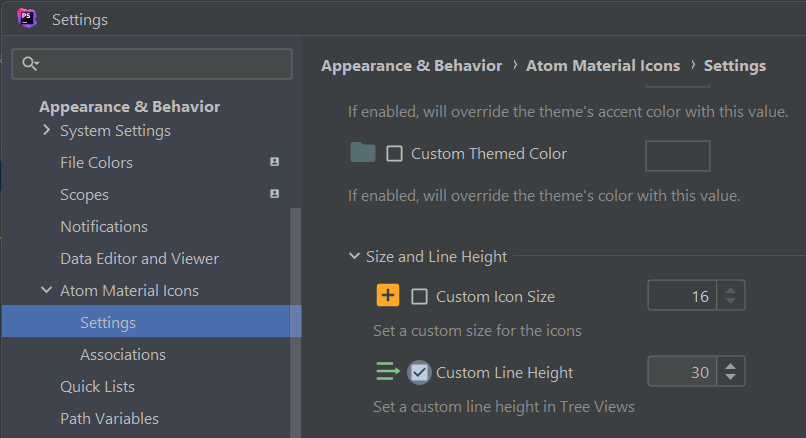 PS
Settings
Appearance & Behavior
System Settings
File Colors
Scopes
Notifications
Data Editor and Viewer
Atom Material Icons
Settings
Associations
Quick Lists
Path Variables
Appearance & Behavior › Atom Material Icons › Settings
If enabled, will override the theme's accent color with this value.
Custom Themed Color
If enabled, will override the theme's color with this value.
Size and Line Height
Custom Icon Size 16
Set a custom size for the icons
Custom Line Height 30
Set a custom line height in Tree Views